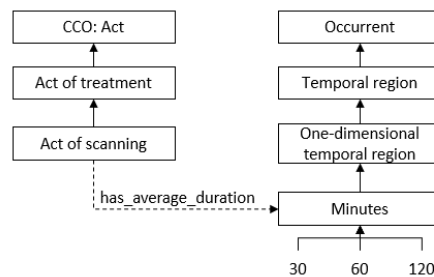 CCO: Act
Occurrent
Act of treatment
Temporal region
Act of scanning
One-dimensional
temporal region
has_average_duration
Minutes
30 60 120